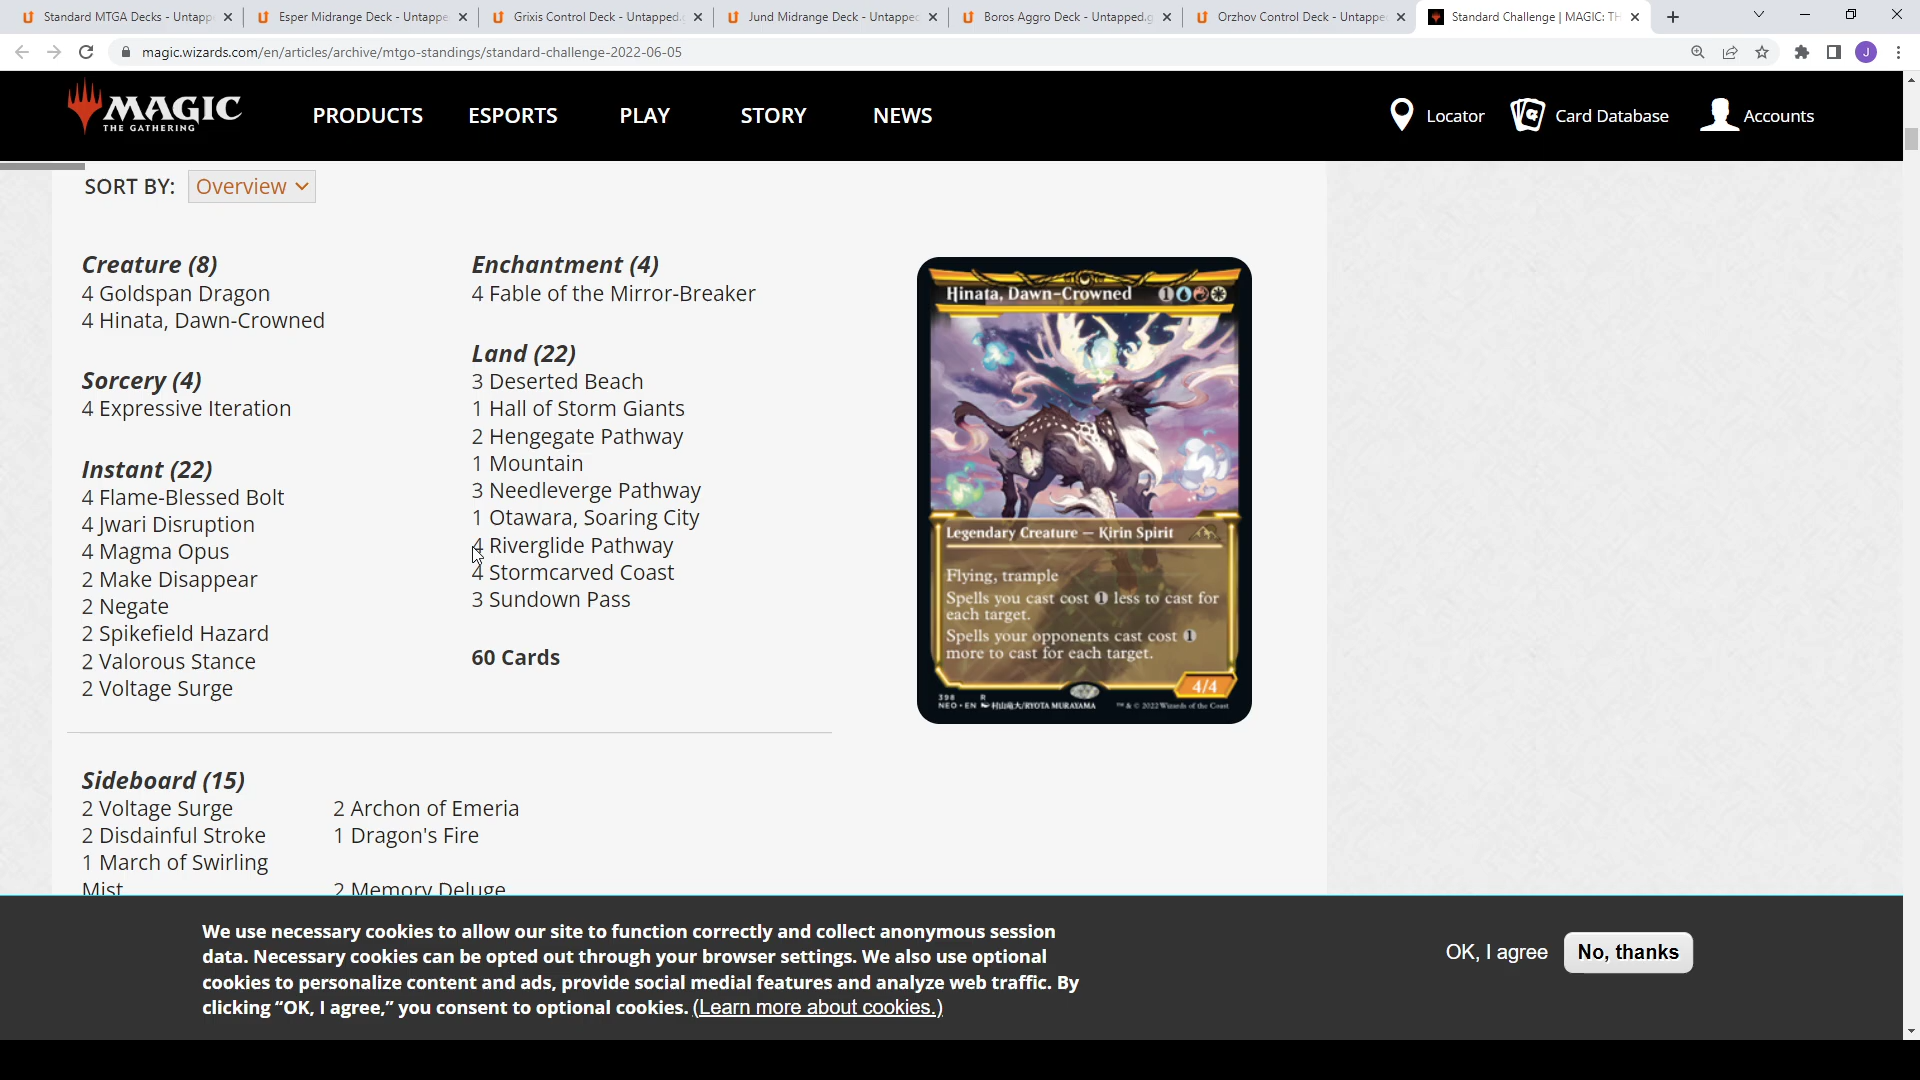 Standard MTGA Decks - Untapp
Esper Midrange Deck - Untappe
Grixis Control Deck - Untapped.
Jund Midrange Deck - Untapped
Boros Aggro Deck - Untapped.g
Orzhov Control Deck - Untappe
Standard Challenge | MAGIC: TH
magic.wizards.com/en/articles/archive/mtgo-standings/standard-challenge-2022-06-05
J
MAGIC
THE GATHERING
PRODUCTS
ESPORTS
PLAY
STORY
NEWS
Locator
Card Database
Accounts
SORT BY:
Overview
Creature (8)
4 Goldspan Dragon
4 Hinata, Dawn-Crowned
Sorcery (4)
4 Expressive Iteration
Instant (22)
4 Flame-Blessed Bolt
4 Jwari Disruption
4 Magma Opus
2 Make Disappear
2 Negate
2 Spikefield Hazard
2 Valorous Stance
2 Voltage Surge
Enchantment (4)
4 Fable of the Mirror-Breaker
Land (22)
3 Deserted Beach
1 Hall of Storm Giants
2 Hengegate Pathway
1 Mountain
3 Needleverge Pathway
1 Otawara, Soaring City
4 Riverglide Pathway
4 Stormcarved Coast
3 Sundown Pass
60 Cards
Hinata, Dawn-Crowned 1
Legendary Creature — Kirin Spirit
Flying, trample
Spells you cast cost 1 less to cast for
each target.
Spells your opponents cast cost 1
more to cast for each target.
4/4
398 R
NEO • EN RYOTA MURAYAMA
™ & © 2022 Wizards of the Coast
Sideboard (15)
2 Voltage Surge
2 Disdainful Stroke
1 March of Swirling
Mist
2 Archon of Emeria
1 Dragon's Fire
2 Memory Deluge
We use necessary cookies to allow our site to function correctly and collect anonymous session
data. Necessary cookies can be opted out through your browser settings. We also use optional
cookies to personalize content and ads, provide social medial features and analyze web traffic. By
clicking “OK, I agree,” you consent to optional cookies. (Learn more about cookies.)
OK, I agree
No, thanks